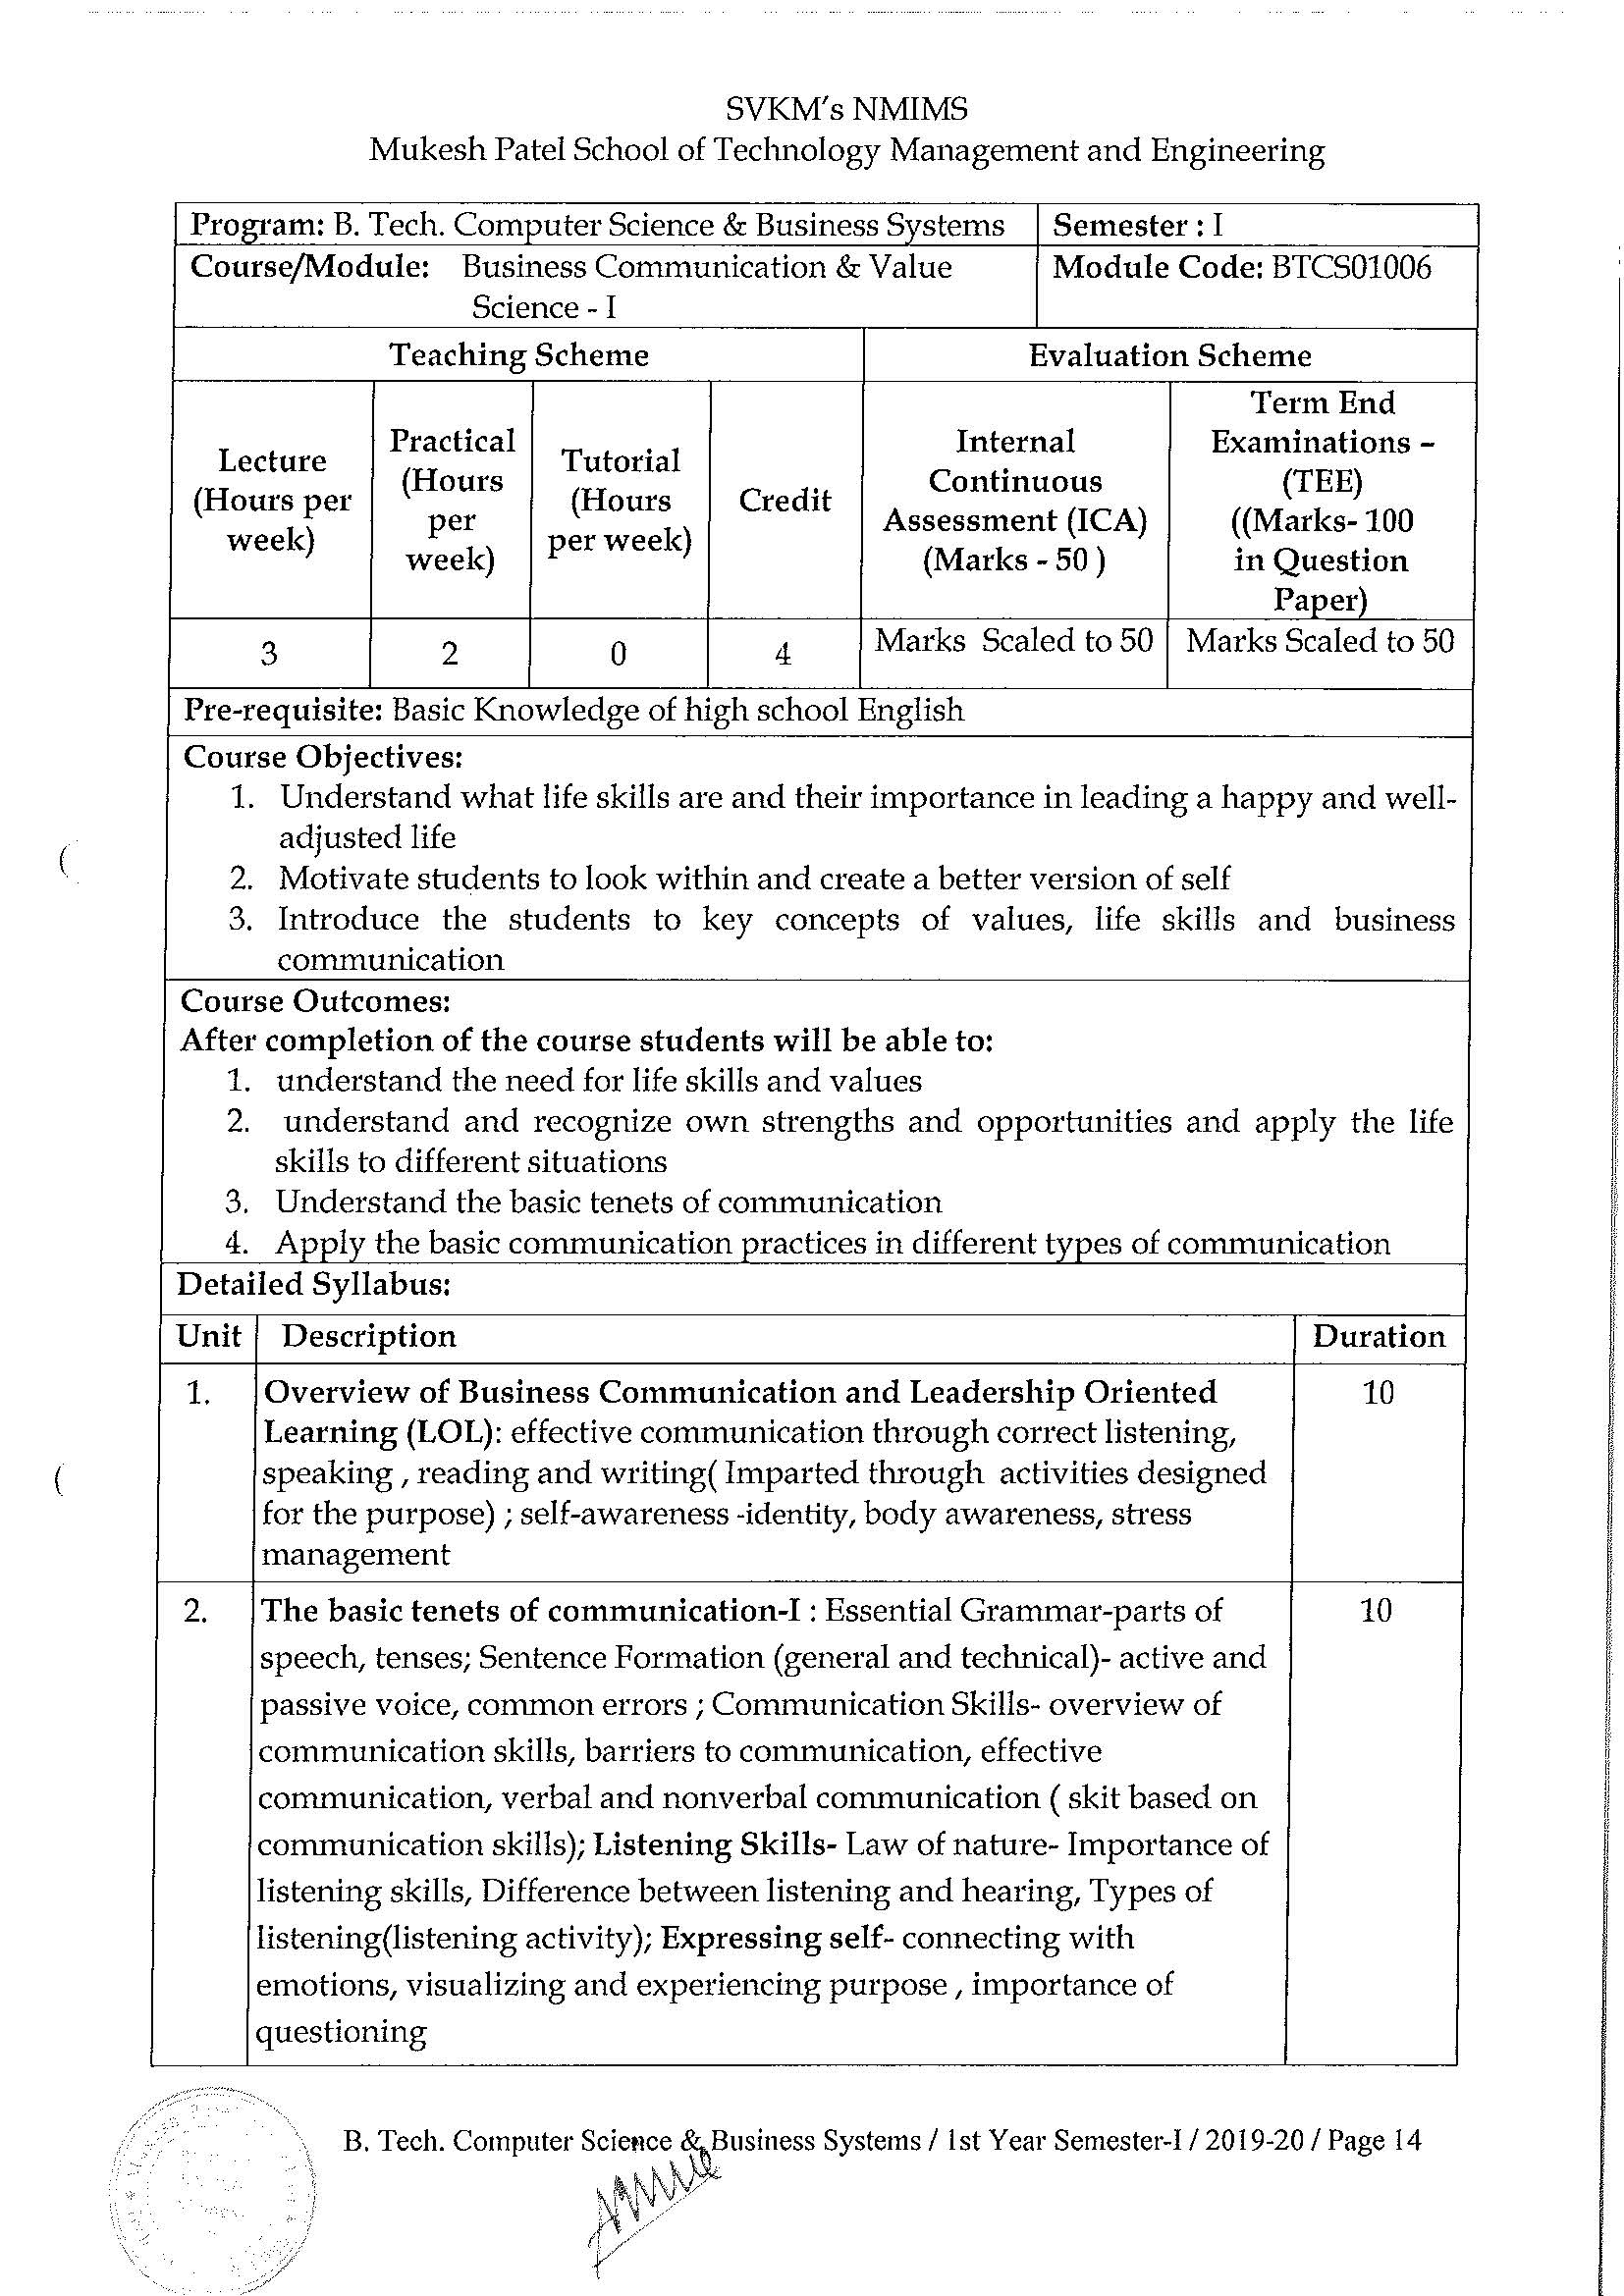 SVKM's NMIMS
Mukesh Patel School of Technology Management and Engineering
Program: B. Tech. Computer Science & Business Systems
Semester : I
Course/Module: Business Communication & Value
Science - I
Module Code: BTCS01006
Teaching Scheme
Evaluation Scheme
Lecture
(Hours per
week)
Practical
(Hours
per
week)
Tutorial
(Hours
per week)
Credit
Internal
Continuous
Assessment (ICA)
(Marks - 50 )
Term End
Examinations –
(TEE)
((Marks- 100
in Question
Paper)
3
2
0
4
Marks Scaled to 50
Marks Scaled to 50
Pre-requisite: Basic Knowledge of high school English
Course Objectives:
1. Understand what life skills are and their importance in leading a happy and well-
adjusted life
2. Motivate students to look within and create a better version of self
3. Introduce the students to key concepts of values, life skills and business
communication
Course Outcomes:
After completion of the course students will be able to:
1. understand the need for life skills and values
2. understand and recognize own strengths and opportunities and apply the life
skills to different situations
3. Understand the basic tenets of communication
4. Apply the basic communication practices in different types of communication
Detailed Syllabus:
Unit
Description
Duration
1.
Overview of Business Communication and Leadership Oriented
Learning (LOL): effective communication through correct listening,
speaking , reading and writing( Imparted through activities designed
for the purpose) ; self-awareness -identity, body awareness, stress
management
10
2.
The basic tenets of communication-I : Essential Grammar-parts of
speech, tenses; Sentence Formation (general and technical)- active and
passive voice, common errors ; Communication Skills- overview of
communication skills, barriers to communication, effective
communication, verbal and nonverbal communication ( skit based on
communication skills); Listening Skills- Law of nature- Importance of
listening skills, Difference between listening and hearing, Types of
listening(listening activity); Expressing self- connecting with
emotions, visualizing and experiencing purpose , importance of
questioning
10
B. Tech. Computer Science & Business Systems / 1st Year Semester-I / 2019-20 / Page 14